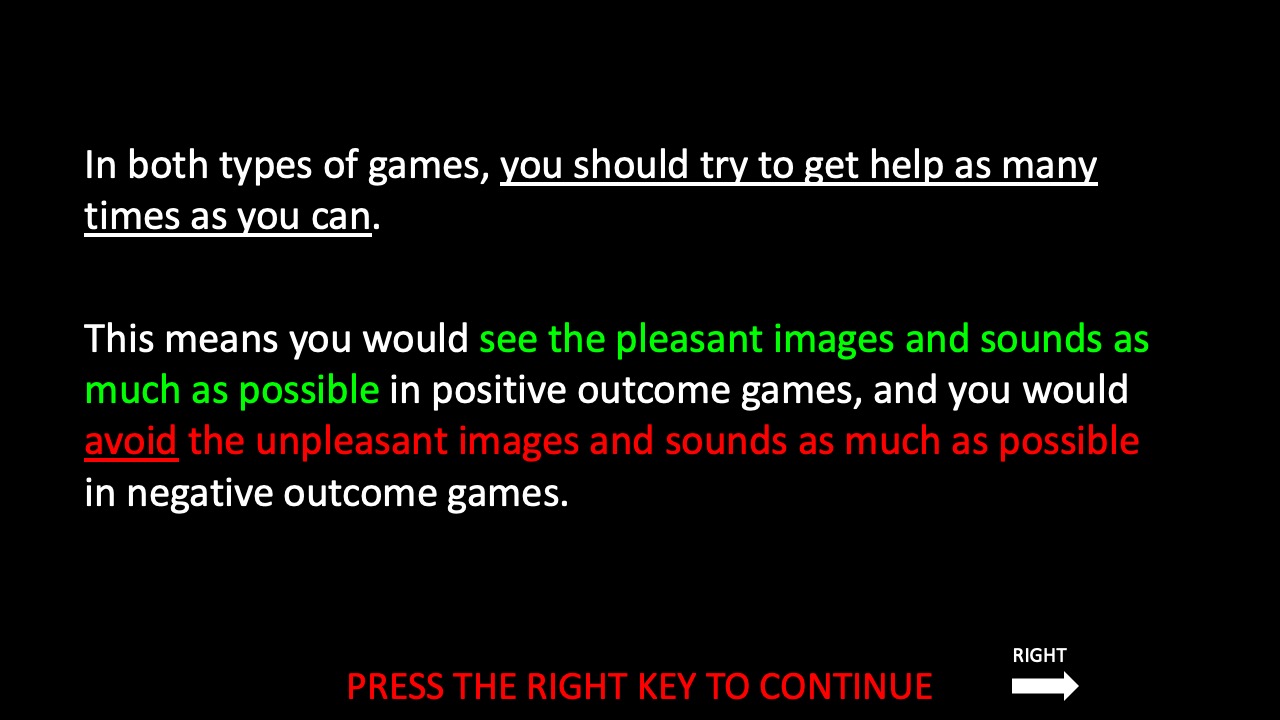 In both types of games, you should try to get help as many
times as you can.
This means you would see the pleasant images and sounds as
much as possible in positive outcome games, and you would
avoid the unpleasant images and sounds as much as possible
in negative outcome games.
RIGHT
PRESS THE RIGHT KEY TO CONTINUE